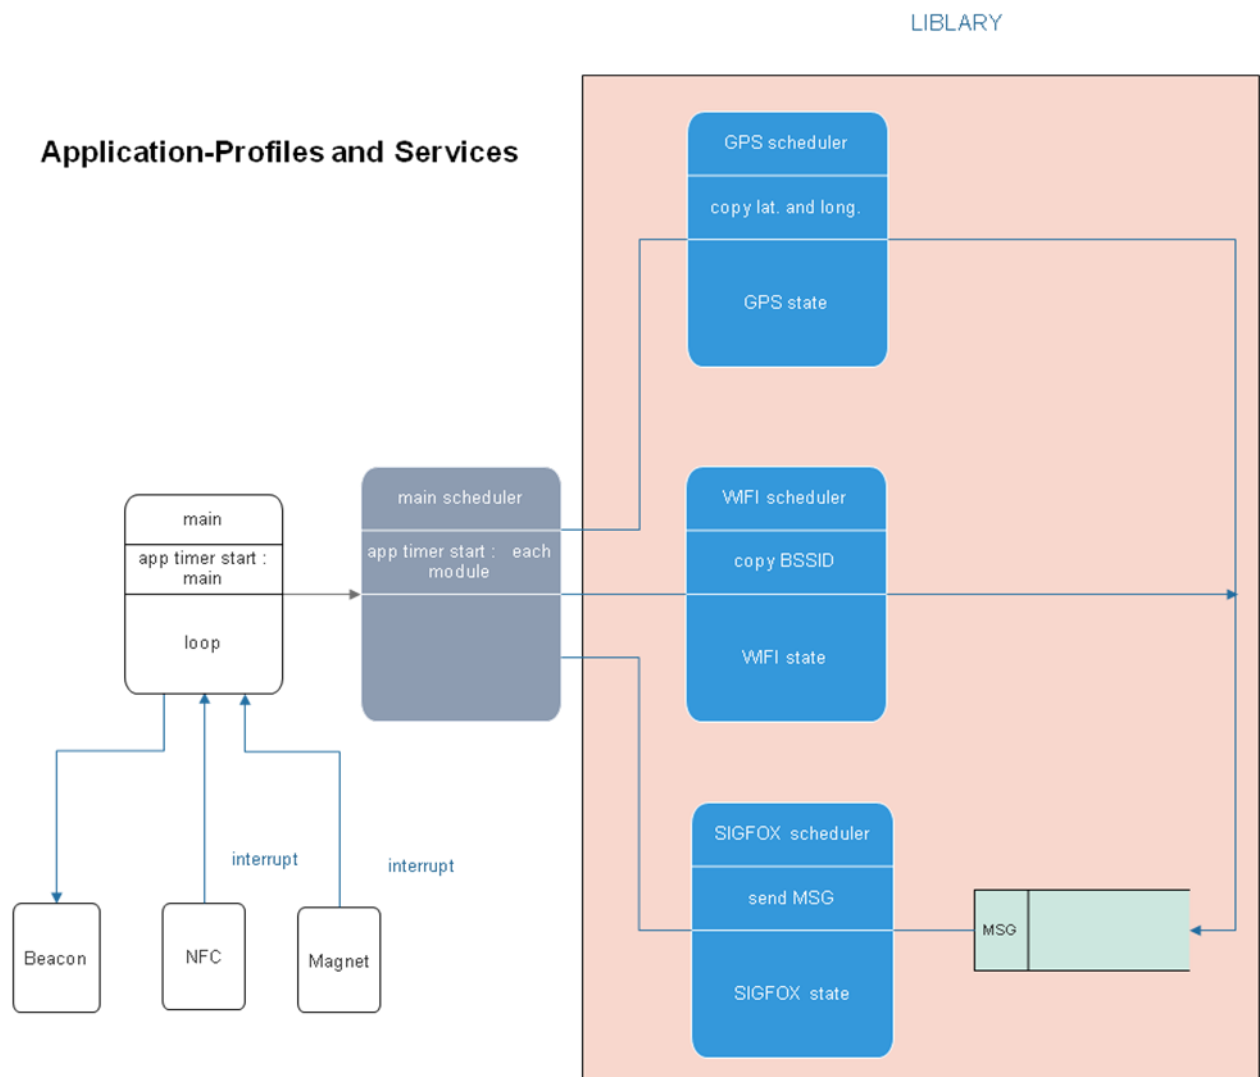 LIBLARY
Application-Profiles and Services
GPS scheduler
copy lat. and long.
GPS state
main
app timer start :
main
loop
main scheduler
app timer start :   each
module
WIFI scheduler
copy BSSID
WIFI state
interrupt
interrupt
Beacon
NFC
Magnet
SIGFOX scheduler
send MSG
SIGFOX state
MSG